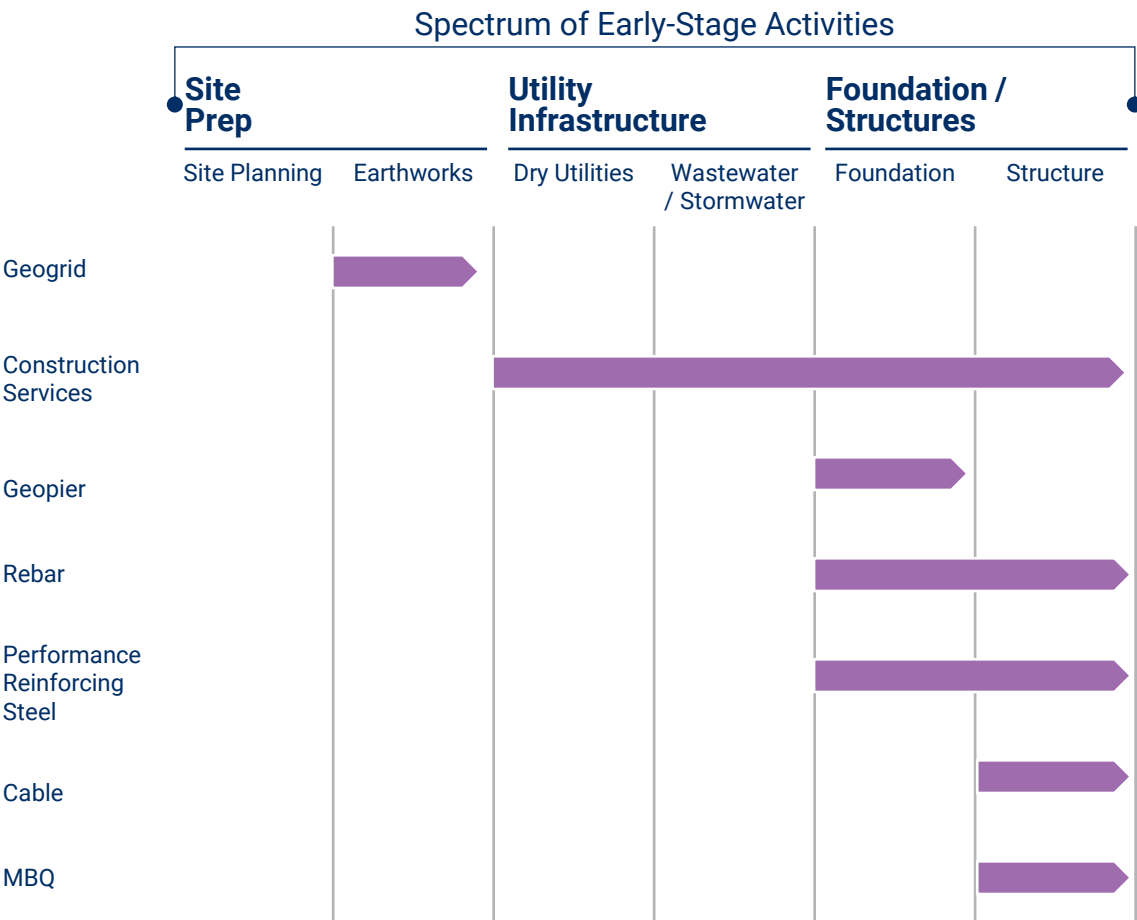 Spectrum of Early-Stage Activities
Site
Prep
Utility
Infrastructure
Foundation /
Structures
Site Planning
Earthworks
Dry Utilities
Wastewater
/ Stormwater
Foundation
Structure
Geogrid
Construction
Services
Geopier
Rebar
Performance
Reinforcing
Steel
Cable
MBQ